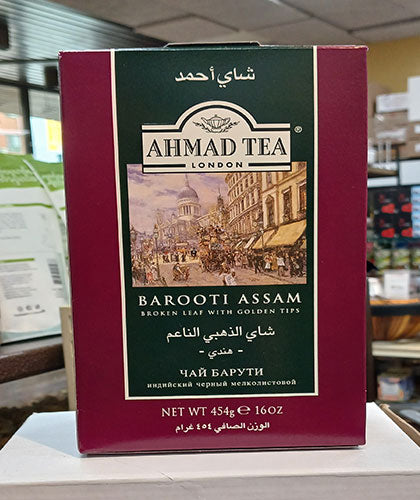 شاي أحمد
AHMAD TEA®
LONDON
BAROOTI ASSAM
BROKEN LEAF WITH GOLDEN TIPS
شاي الذهبي الناعم
- هندي -
ЧАЙ БАРУТИ
ИНДИЙСКИЙ ЧЕРНЫЙ МЕЛКОЛИСТОВОЙ
NET WT 454g ℮ 16OZ
الوزن الصافي ٤٥٤ غرام